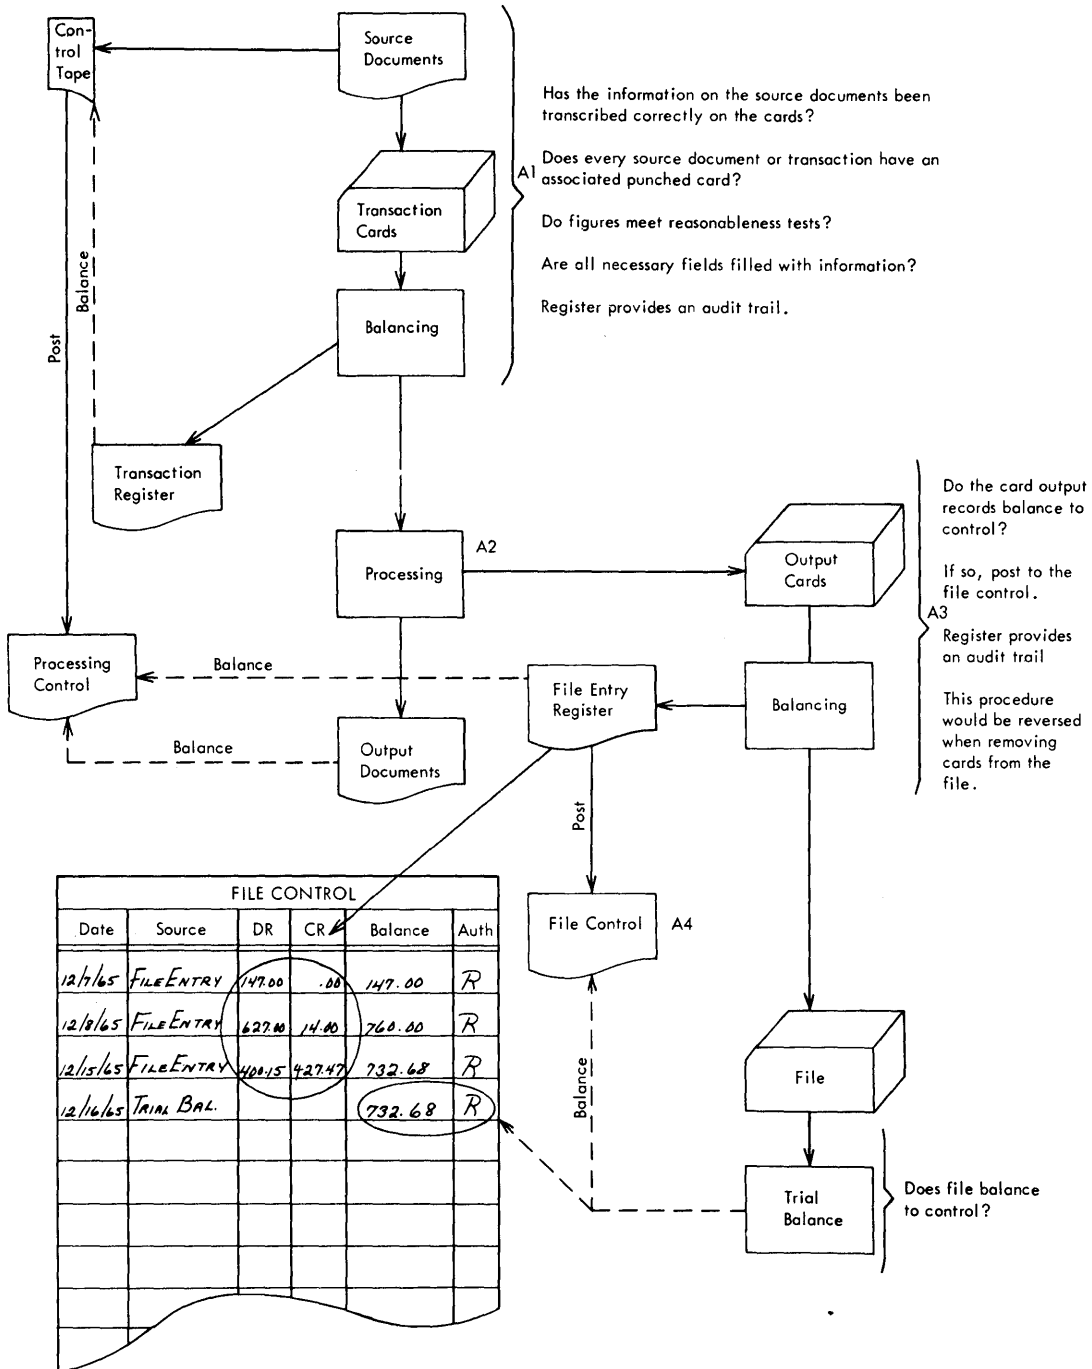 Con-
trol
Tape
Source
Documents
Has the information on the source documents been
transcribed correctly on the cards?
A1
Does every source document or transaction have an
associated punched card?
Transaction
Cards
Do figures meet reasonableness tests?
Are all necessary fields filled with information?
Register provides an audit trail.
Balance
Post
Balancing
Transaction
Register
Do the card output
records balance to
control?
A2
Processing
Output
Cards
If so, post to the
file control.
A3
Register provides
an audit trail
Processing
Control
Balance
File Entry
Register
Balancing
This procedure
would be reversed
when removing
cards from the
file.
Balance
Output
Documents
Post
FILE CONTROL
Date Source DR CR Balance Auth
12/7/65 FILE ENTRY 147.00 .00 147.00 R
12/8/65 FILE ENTRY 627.00 14.00 760.00 R
12/15/65 FILE ENTRY 400.15 427.47 732.68 R
12/16/65 TRIAL BAL. 732.68 R
File Control
A4
Balance
File
Trial
Balance
Does file balance
to control?